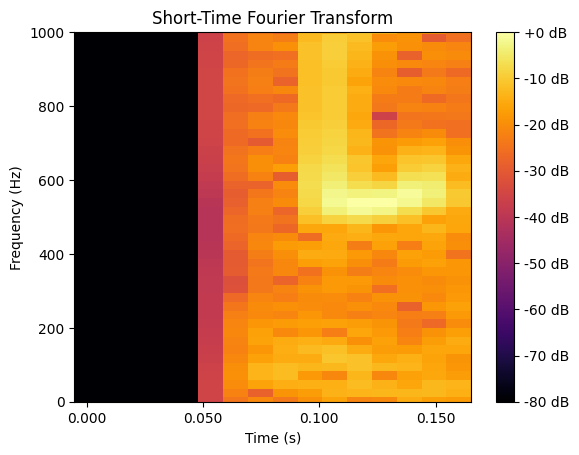 Short-Time Fourier Transform
Frequency (Hz)
1000
800
600
400
200
0
0.000
0.050
0.100
0.150
Time (s)
+0 dB
-10 dB
-20 dB
-30 dB
-40 dB
-50 dB
-60 dB
-70 dB
-80 dB